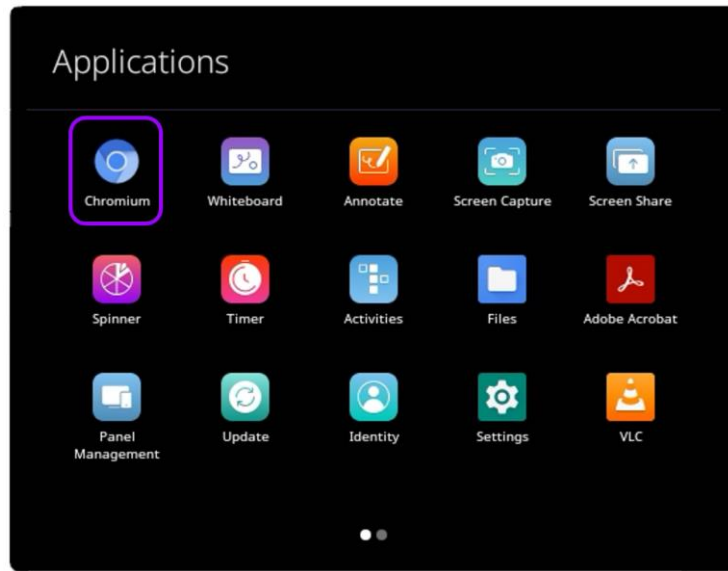 Applications
Chromium
Whiteboard
Annotate
Screen Capture
Screen Share
Spinner
Timer
Activities
Files
Adobe Acrobat
Panel
Management
Update
Identity
Settings
VLC